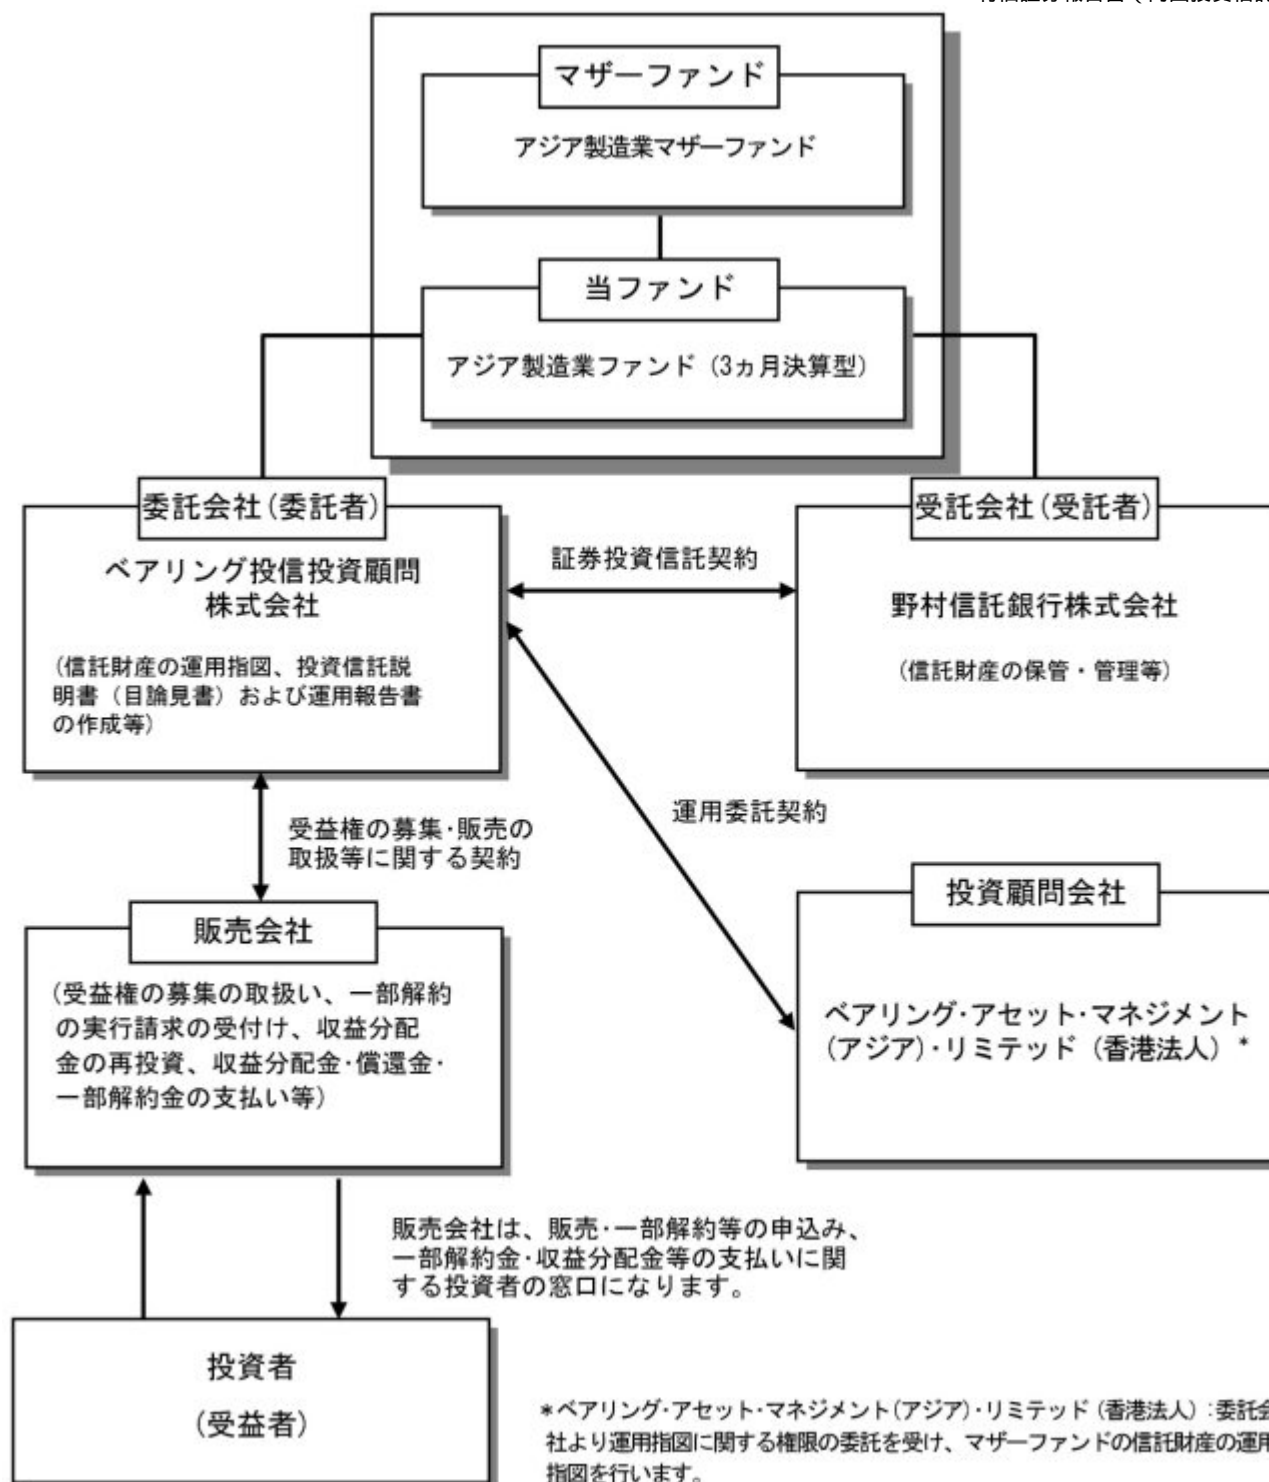 マザーファンド
アジア製造業マザーファンド
当ファンド
アジア製造業ファンド（3ヵ月決算型）
委託会社(委託者)
ベアリング投信投資顧問
株式会社
（信託財産の運用指図、投資信託説
明書（目論見書）および運用報告書
の作成等）
証券投資信託契約
受託会社(受託者)
野村信託銀行株式会社
（信託財産の保管・管理等）
受益権の募集･販売の
取扱等に関する契約
運用委託契約
販売会社
（受益権の募集の取扱い、一部解約
の実行請求の受付け、収益分配
金の再投資、収益分配金･償還金･
一部解約金の支払い等）
投資顧問会社
ベアリング･アセット･マネジメント
(アジア)･リミテッド（香港法人）*
販売会社は、販売･一部解約等の申込み、
一部解約金･収益分配金等の支払いに関
する投資者の窓口になります。
投資者
（受益者）
*ベアリング･アセット･マネジメント(アジア)･リミテッド（香港法人）:委託会
社より運用指図に関する権限の委託を受け、マザーファンドの信託財産の運用
指図を行います。